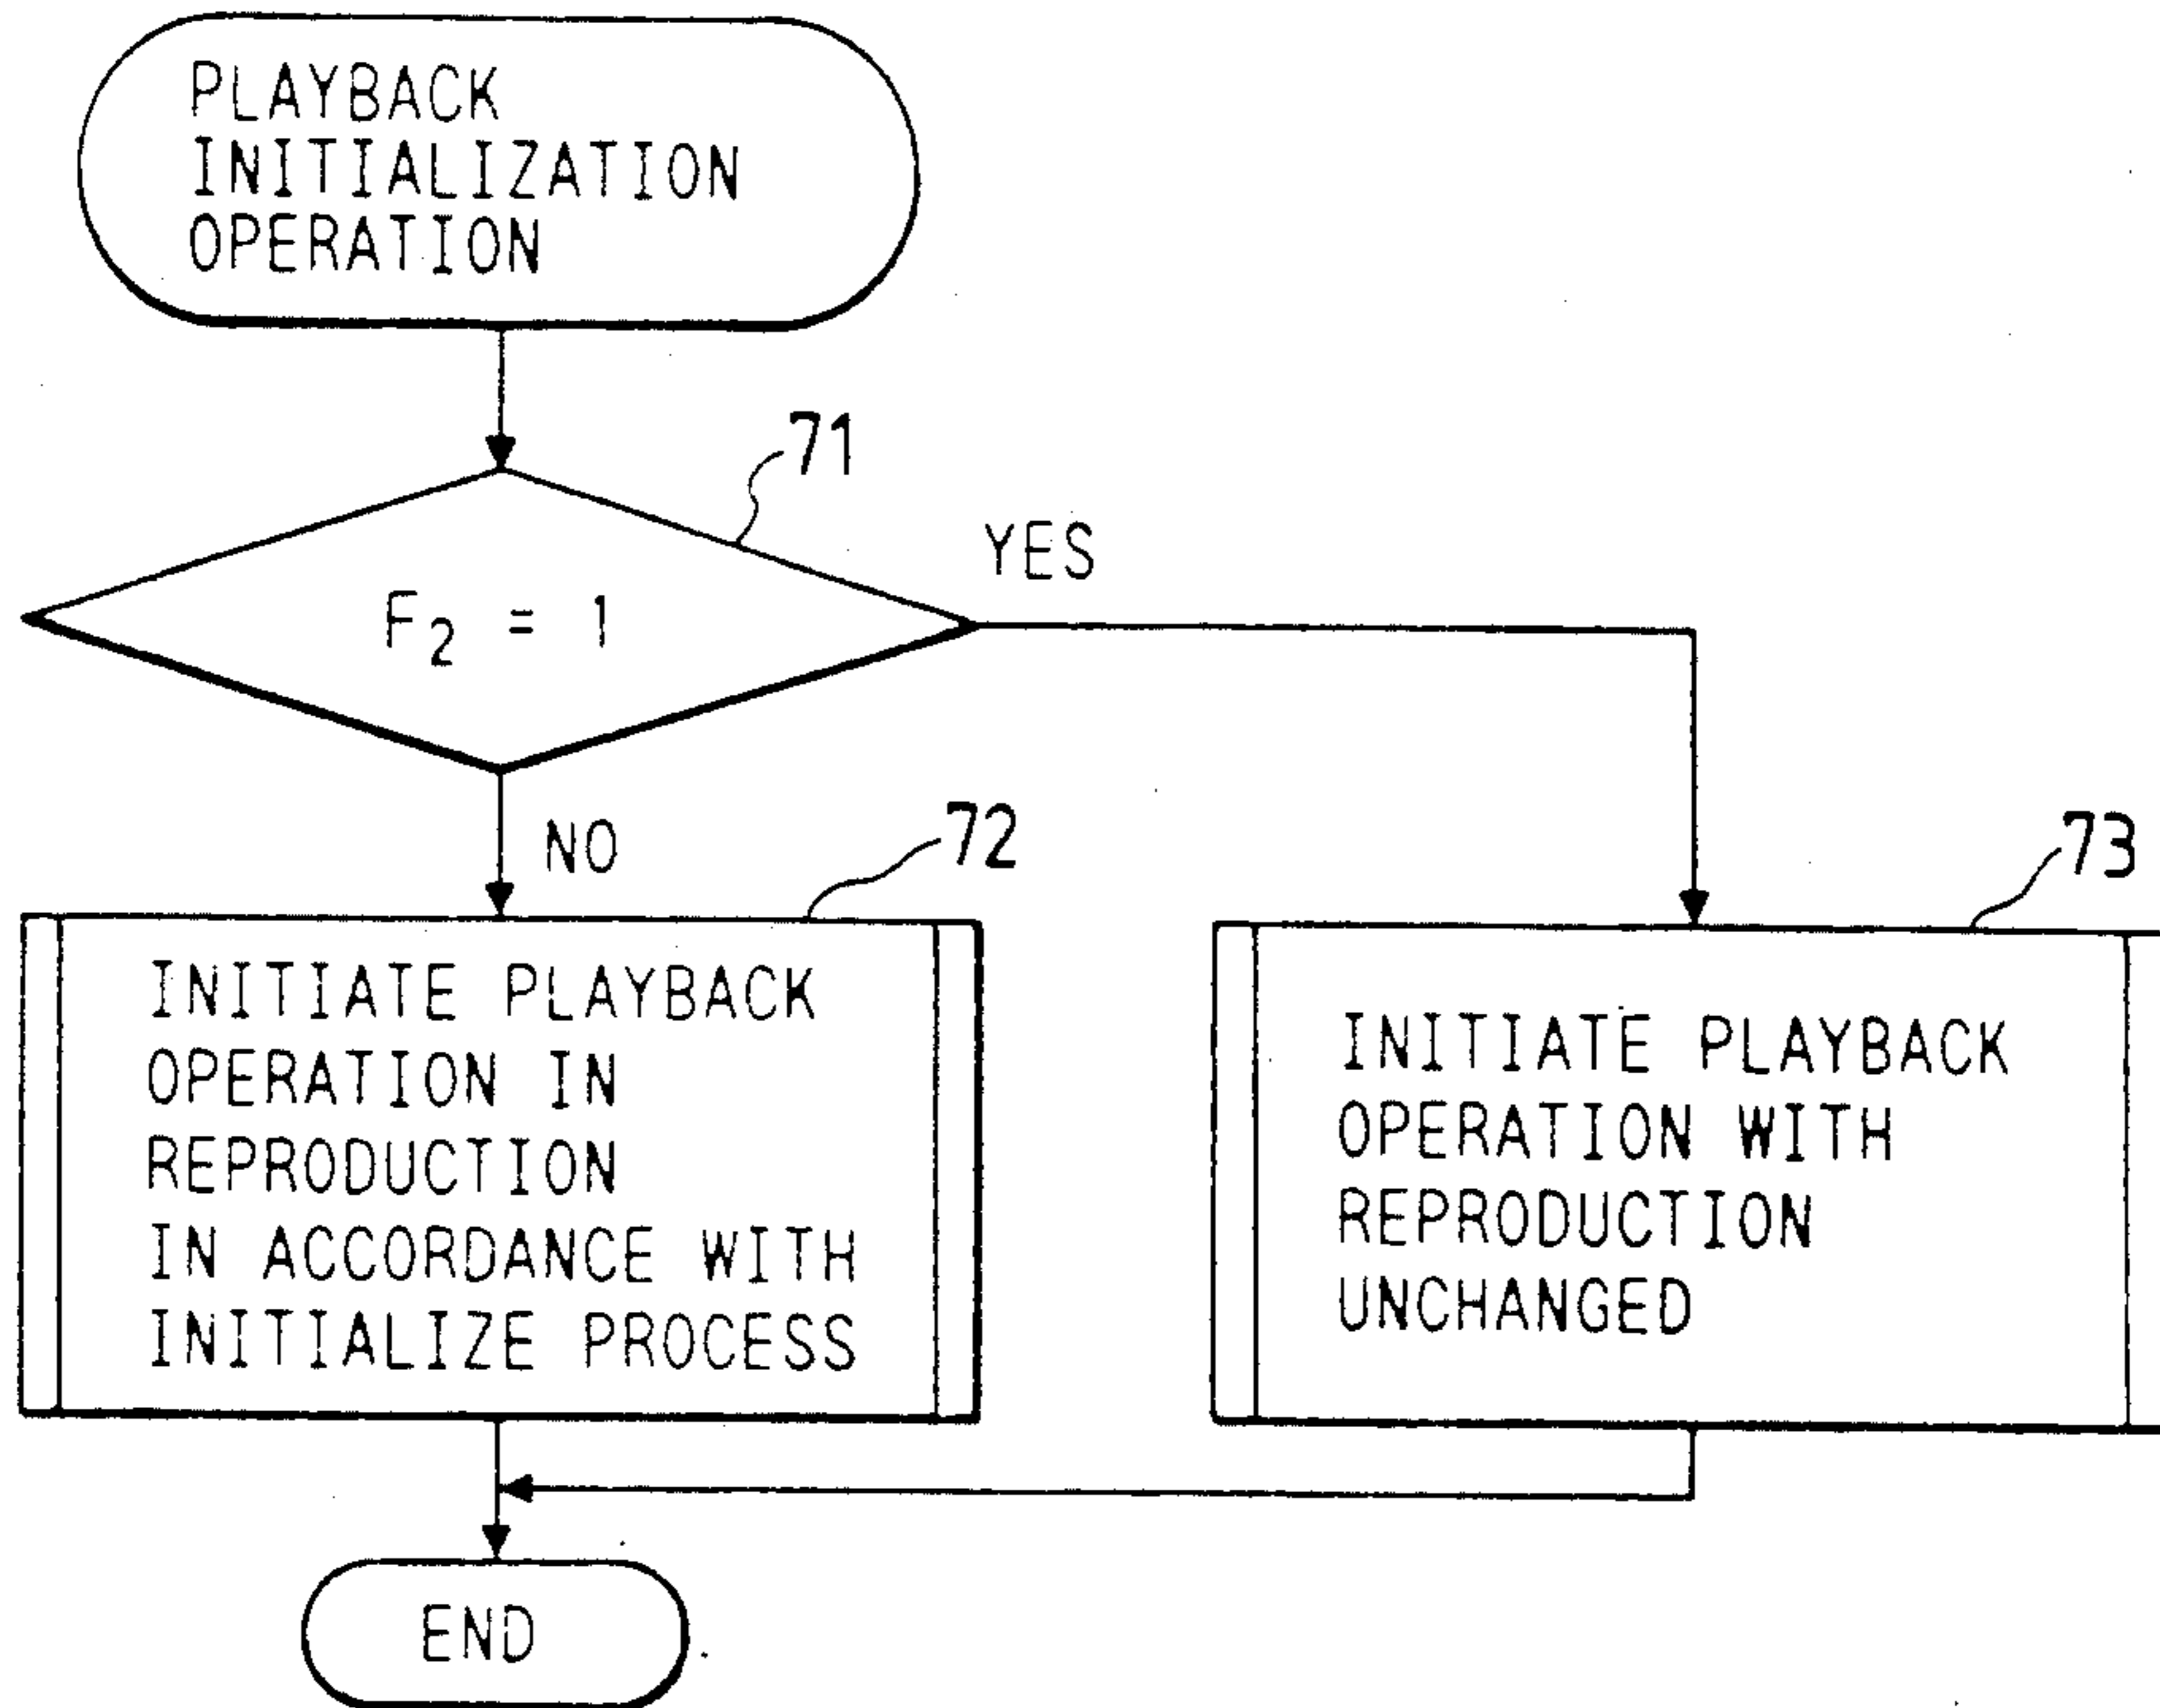 PLAYBACK
INITIALIZATION
OPERATION
71
YES
F2 = 1
NO
72
73
INITIATE PLAYBACK
OPERATION IN
REPRODUCTION
IN ACCORDANCE WITH
INITIALIZE PROCESS
INITIATE PLAYBACK
OPERATION WITH
REPRODUCTION
UNCHANGED
END